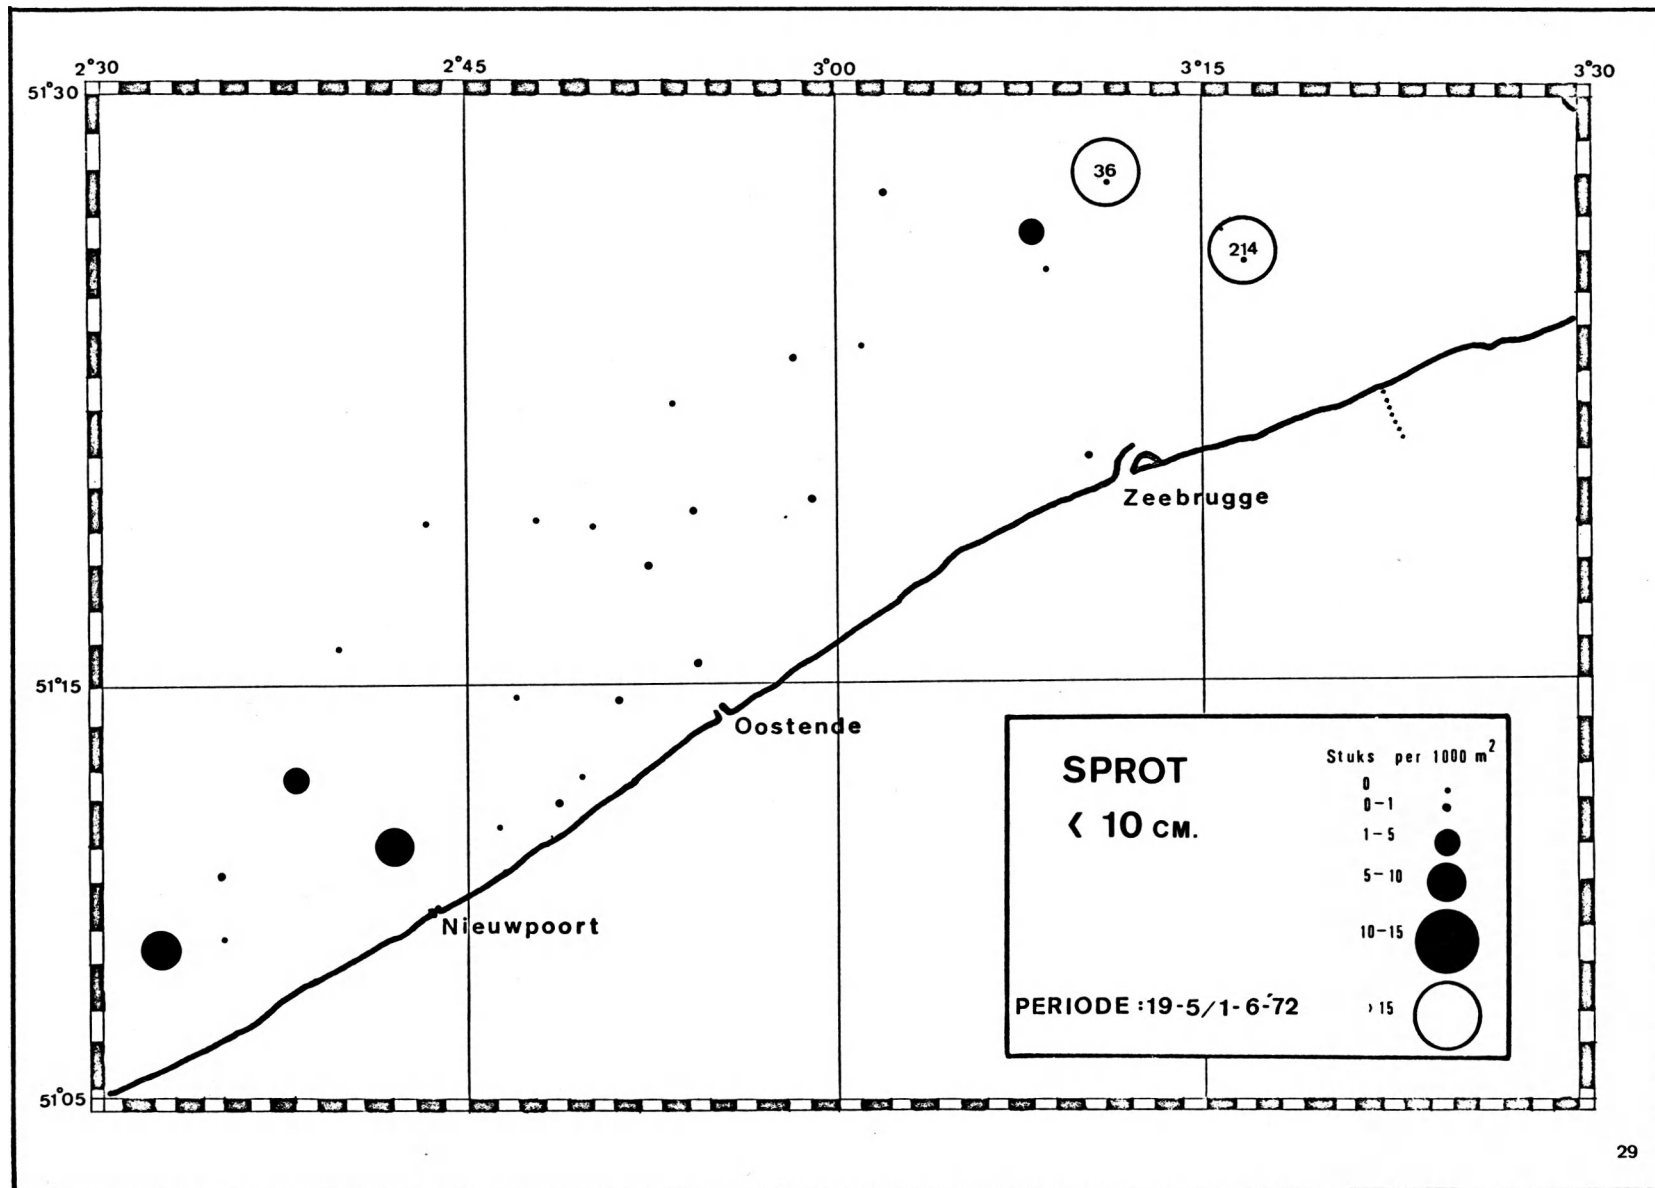 2°30 2°45 3°00 3°15 3°30
51°30
36
214
Zeebrugge
51°15
Oostende
SPROT
< 10 CM.
Stuks per 1000 m²
0
0-1
1-5
5-10
10-15
Nieuwpoort
PERIODE :19-5/1-6-'72
>15
51°05
29